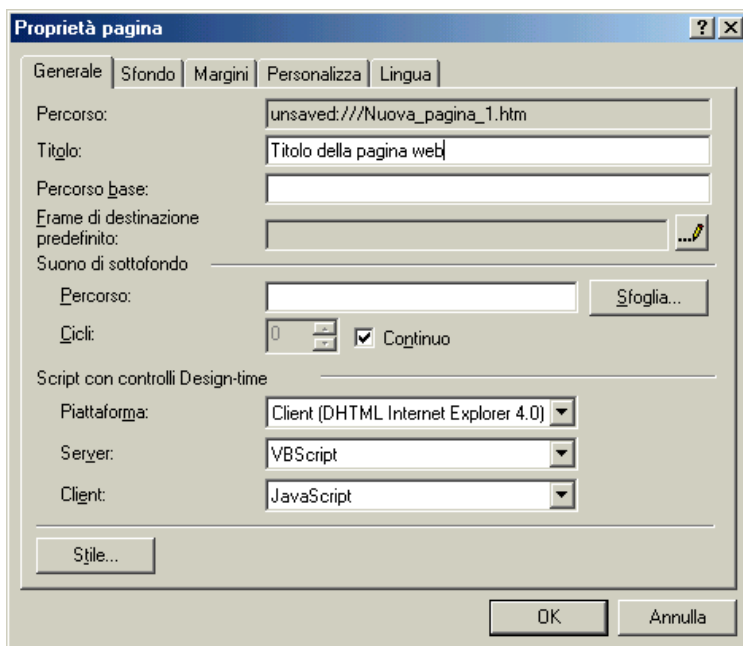 Proprietà pagina
Generale Sfondo Margini Personalizza Lingua
Percorso: unsaved:///Nuova_pagina_1.htm
Titolo: Titolo della pagina web
Percorso base:
Frame di destinazione
predefinito:
Suono di sottofondo
Percorso: Sfoglia...
Cicli: 0 Continuo
Script con controlli Design-time
Piattaforma: Client (DHTML Internet Explorer 4.0)
Server: VBScript
Client: JavaScript
Stile...
OK Annulla